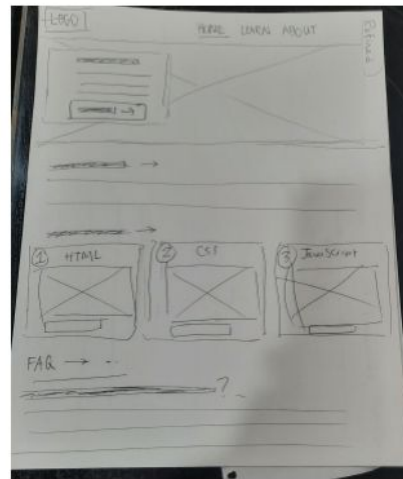 LOGO
HOME LEARN ABOUT
1 HTML
2 CSS
3 JavaScript
FAQ → ...
?